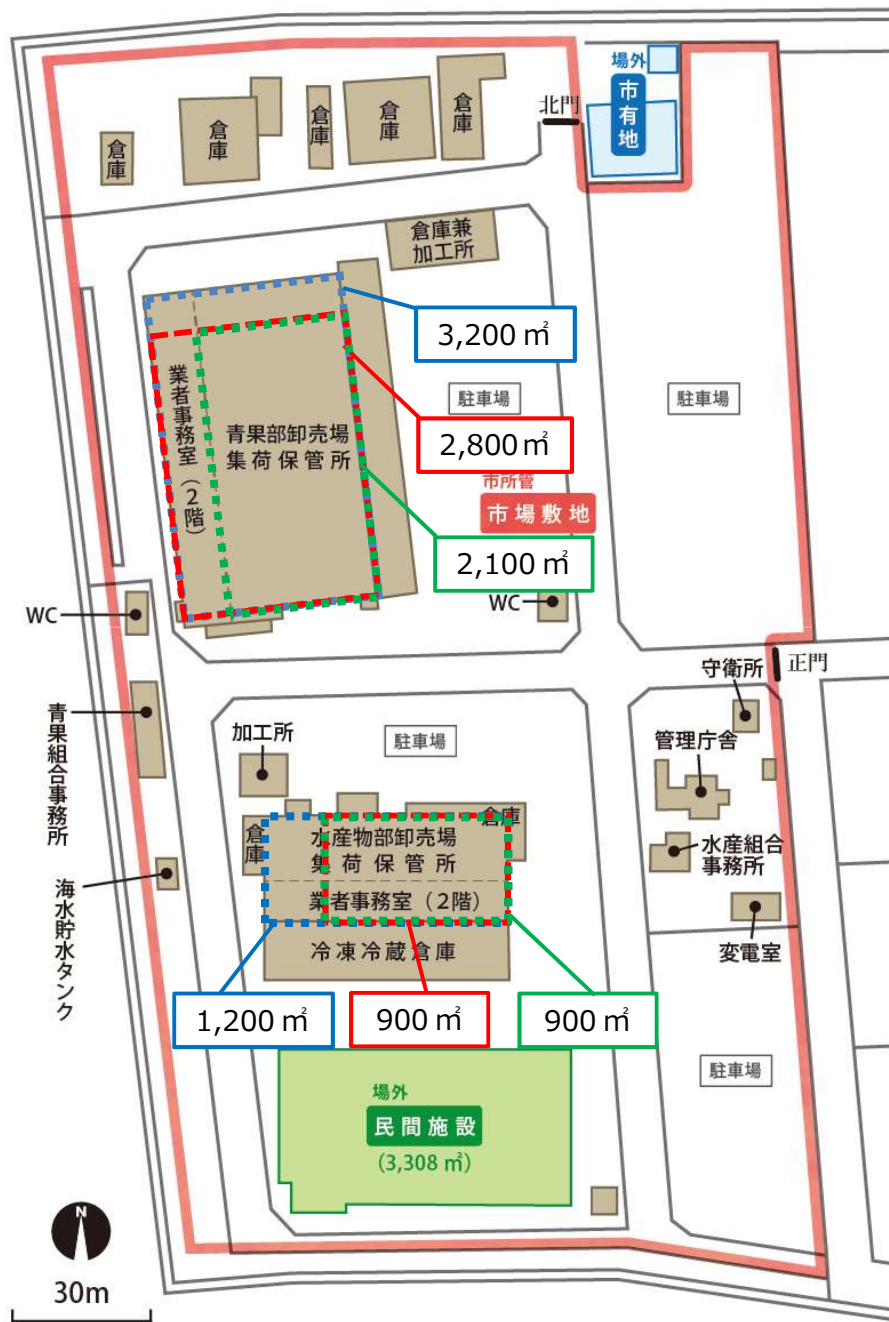 場外
市有地
北門
倉庫
倉庫
倉庫
倉庫
倉庫
倉庫兼
加工所
3,200 ㎡
業者事務室（2階）
青果部卸売場
集荷保管所
駐車場
駐車場
2,800 ㎡
市所管
市場敷地
2,100 ㎡
WC
WC
正門
守衛所
青果組合事務所
加工所
駐車場
管理庁舎
倉庫
倉庫
水産物部卸売場
集荷保管所
業者事務室（2階）
水産組合
事務所
海水貯水タンク
冷凍冷蔵倉庫
変電室
1,200 ㎡
900 ㎡
900 ㎡
駐車場
場外
民間施設
(3,308 ㎡)
N
30m